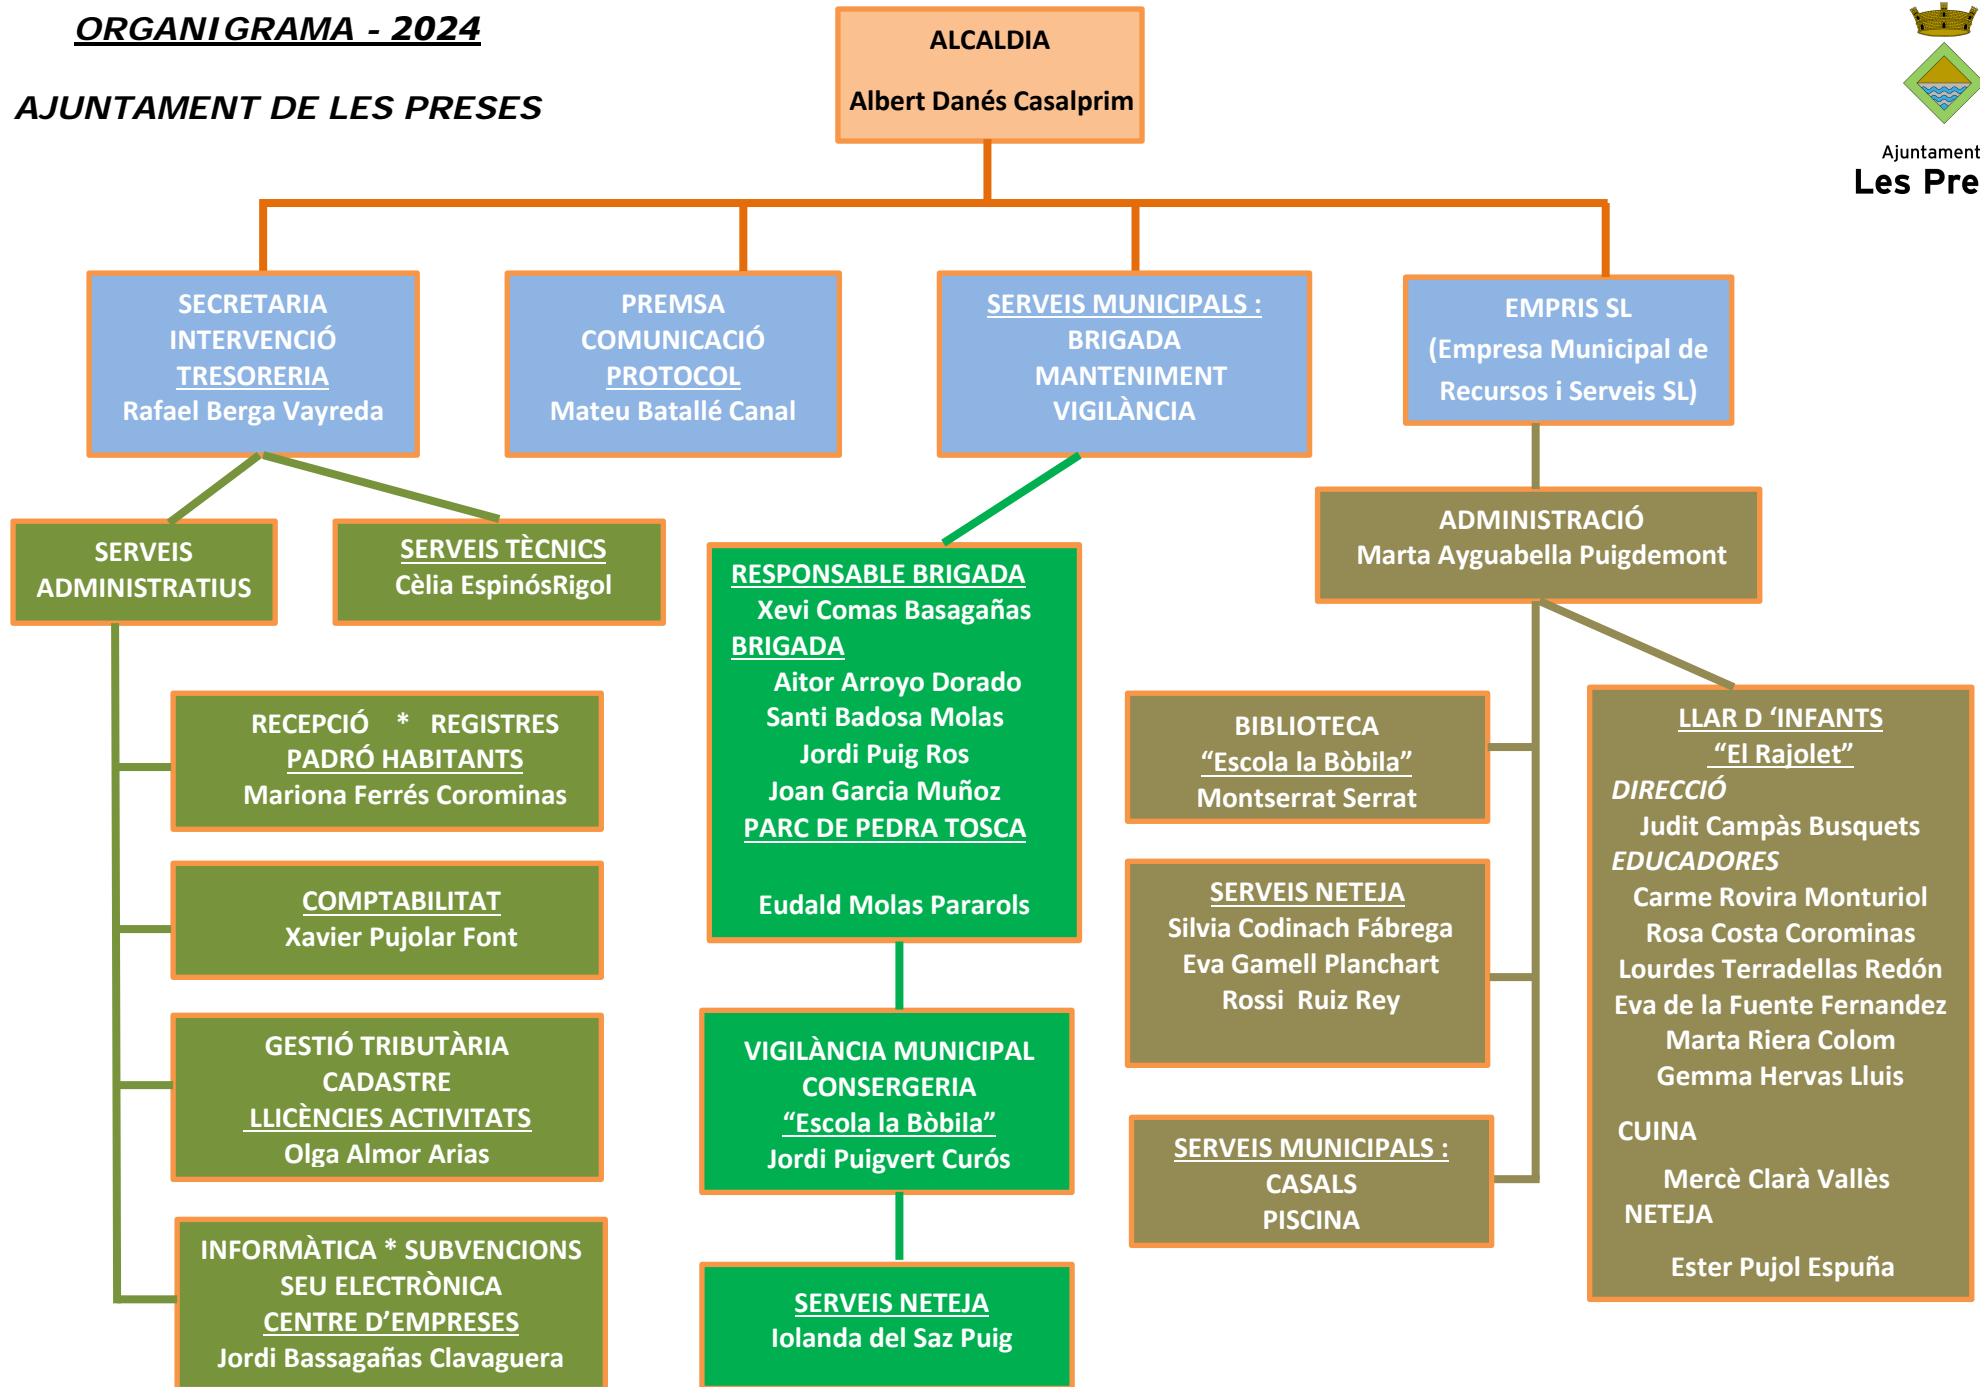 ORGANIGRAMA - 2024
AJUNTAMENT DE LES PRESES
ALCALDIA
Albert Danés Casalprim
Ajuntament
Les Pre
SECRETARIA
INTERVENCIÓ
TRESORERIA
Rafael Berga Vayreda
PREMSA
COMUNICACIÓ
PROTOCOL
Mateu Batallé Canal
SERVEIS MUNICIPALS :
BRIGADA
MANTENIMENT
VIGILÀNCIA
EMPRIS SL
(Empresa Municipal de
Recursos i Serveis SL)
SERVEIS
ADMINISTRATIUS
SERVEIS TÈCNICS
Cèlia EspinósRigol
RECEPCIÓ * REGISTRES
PADRÓ HABITANTS
Mariona Ferrés Corominas
COMPTABILITAT
Xavier Pujolar Font
GESTIÓ TRIBUTÀRIA
CADASTRE
LLICÈNCIES ACTIVITATS
Olga Almor Arias
INFORMÀTICA * SUBVENCIONS
SEU ELECTRÒNICA
CENTRE D’EMPRESES
Jordi Bassagañas Clavaguera
RESPONSABLE BRIGADA
Xevi Comas Basagañas
BRIGADA
Aitor Arroyo Dorado
Santi Badosa Molas
Jordi Puig Ros
Joan Garcia Muñoz
PARC DE PEDRA TOSCA
Eudald Molas Pararols
VIGILÀNCIA MUNICIPAL
CONSERGERIA
“Escola la Bòbila”
Jordi Puigvert Curós
SERVEIS NETEJA
Iolanda del Saz Puig
ADMINISTRACIÓ
Marta Ayguabella Puigdemont
BIBLIOTECA
“Escola la Bòbila”
Montserrat Serrat
SERVEIS NETEJA
Silvia Codinach Fábrega
Eva Gamell Planchart
Rossi Ruiz Rey
SERVEIS MUNICIPALS :
CASALS
PISCINA
LLAR D ‘INFANTS
“El Rajolet”
DIRECCIÓ
Judit Campàs Busquets
EDUCADORES
Carme Rovira Monturiol
Rosa Costa Corominas
Lourdes Terradellas Redón
Eva de la Fuente Fernandez
Marta Riera Colom
Gemma Hervas Lluis
CUINA
Mercè Clarà Vallès
NETEJA
Ester Pujol Espuña